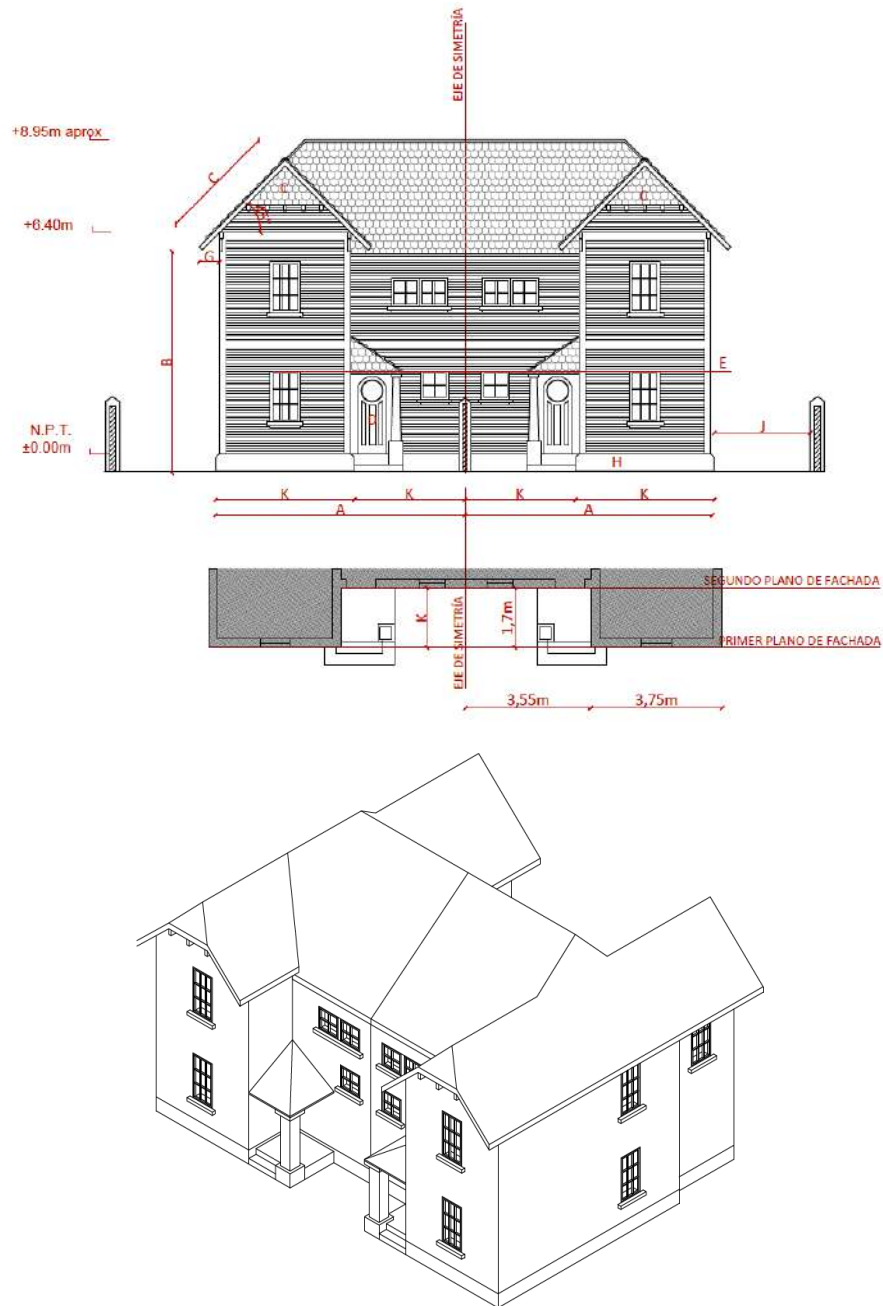 EJE DE SIMETRÍA
+8.95m aprox
C
C
C
+6.40m
G
B
E
D
J
N.P.T.
±0.00m
H
K K K K
A A
SEGUNDO PLANO DE FACHADA
K
1,7m
EJE DE SIMETRÍA
PRIMER PLANO DE FACHADA
3,55m 3,75m